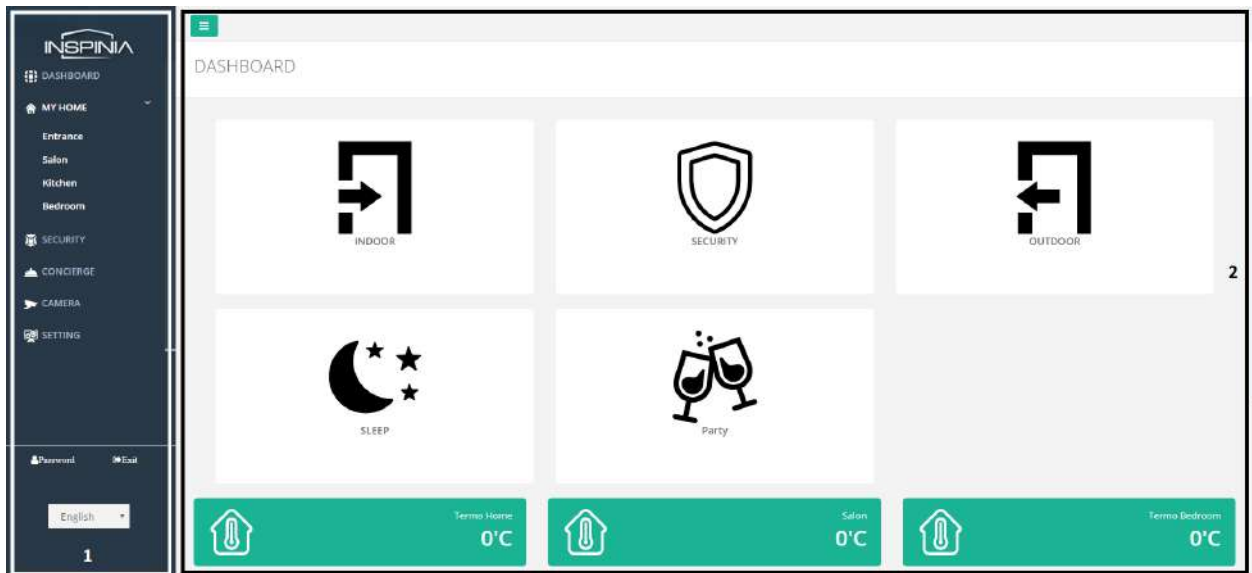 INSPINIA
DASHBOARD
MY HOME
Entrance
Salon
Kitchen
Bedroom
SECURITY
CONCIERGE
CAMERA
SETTING
Password Exit
English
1
DASHBOARD
INDOOR
SECURITY
OUTDOOR
2
SLEEP
Party
Termo Home
0'C
Salon
0'C
Termo Bedroom
0'C